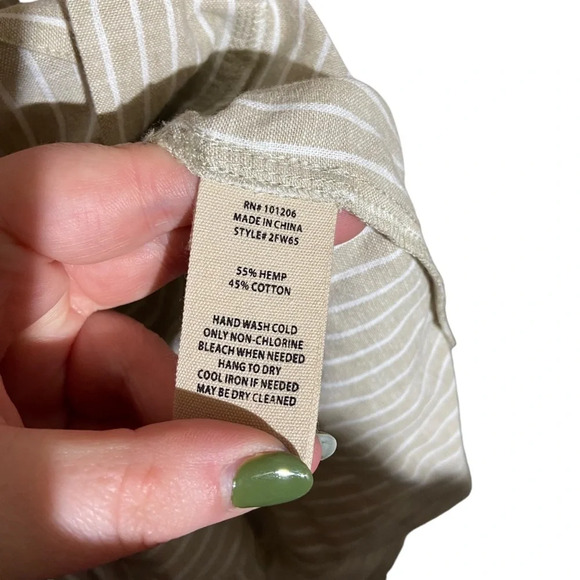 RN# 101206
MADE IN CHINA
STYLE# 2FW65
55% HEMP
45% COTTON
HAND WASH COLD
ONLY NON-CHLORINE
BLEACH WHEN NEEDED
HANG TO DRY
COOL IRON IF NEEDED
MAY BE DRY CLEANED